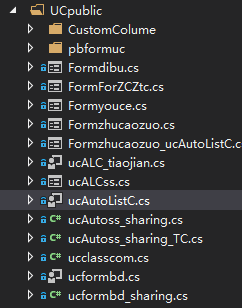 UCpublic
CustomColume
pbformuc
Formdibu.cs
FormForZCZtc.cs
Formyouce.cs
Formzhucaozuo.cs
Formzhucaozuo_ucAutoListC.c
ucALC_tiaojian.cs
ucALCss.cs
ucAutoListC.cs
ucAutoss_sharing.cs
ucAutoss_sharing_TC.cs
ucclasscom.cs
ucformbd.cs
ucformbd_sharing.cs